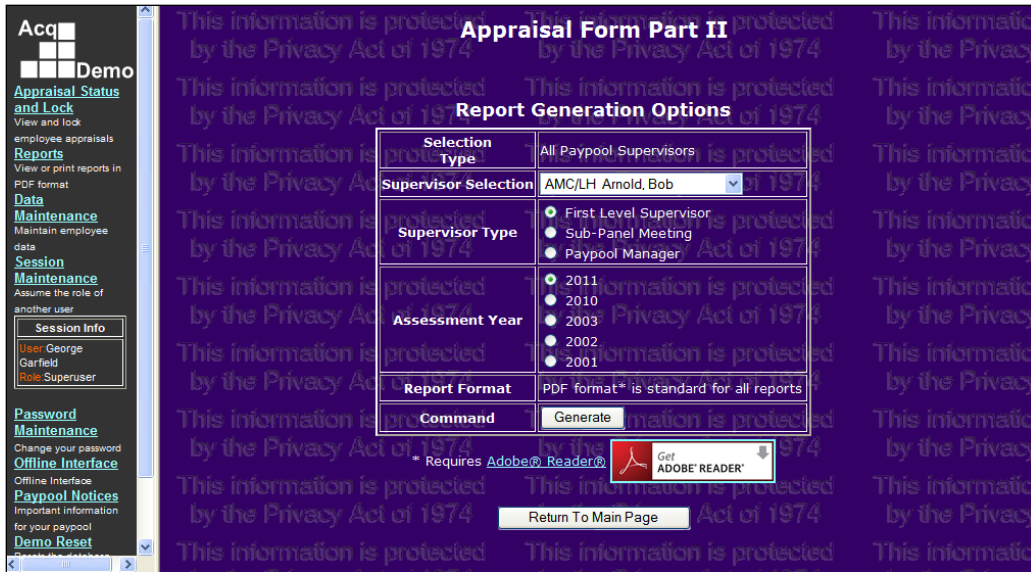 Acq
Demo
Appraisal Status
and Lock
View and lock
employee appraisals
Reports
View or print reports in
PDF format
Data
Maintenance
Maintain employee
data
Session
Maintenance
Assume the role of
another user
Session Info
User:George
Garfield
Role:Superuser
Password
Maintenance
Change your password
Offline Interface
Offline Interface
Paypool Notices
Important information
for your paypool
Demo Reset
This information is protected
by the Privacy Act of 1974
Appraisal Form Part II
Report Generation Options
Selection
Type
All Paypool Supervisors
Supervisor Selection
AMC/LH Arnold, Bob
Supervisor Type
First Level Supervisor
Sub-Panel Meeting
Paypool Manager
Assessment Year
2011
2010
2003
2002
2001
Report Format
PDF format* is standard for all reports
Command
Generate
* Requires Adobe® Reader®
Get
ADOBE® READER®
Return To Main Page